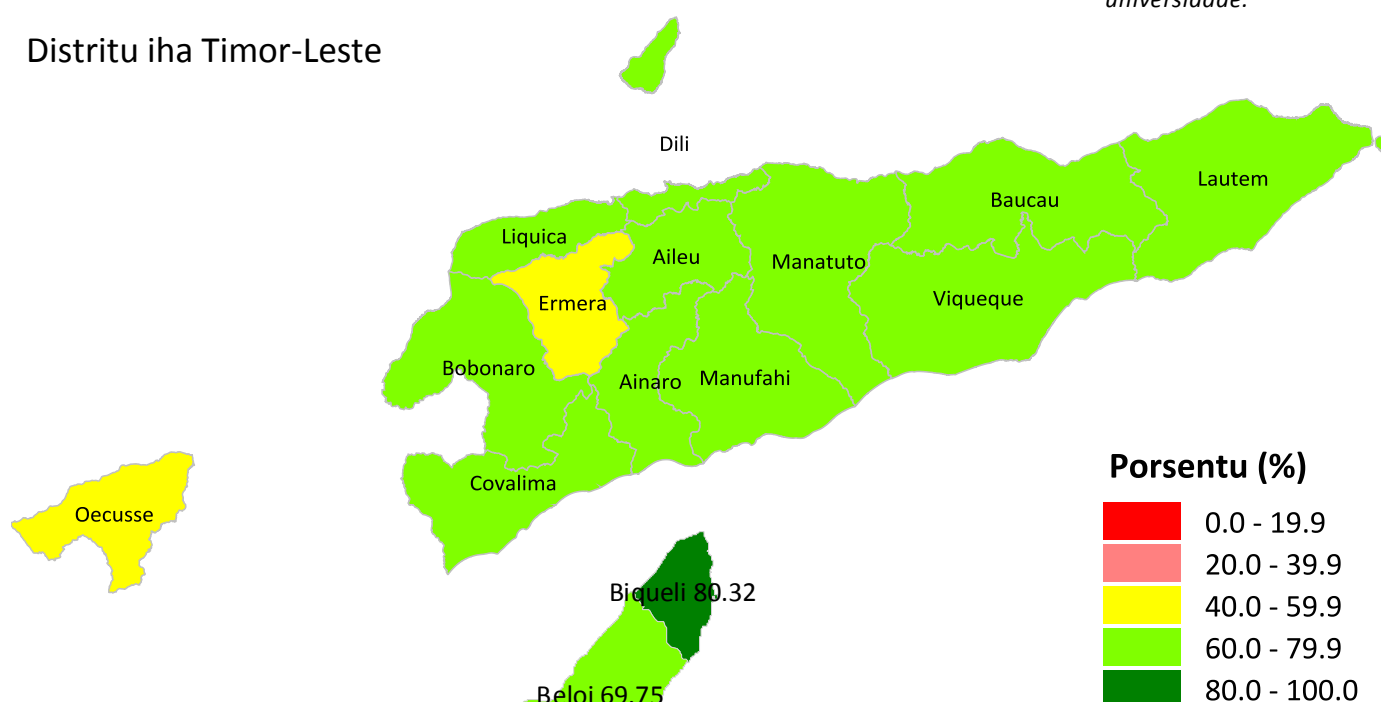 universidade.
Distritu iha Timor-Leste
Dili
Lautem
Baucau
Liquica
Aileu
Manatuto
Viqueque
Ermera
Bobonaro
Ainaro
Manufahi
Covalima
Oecusse
Biqueli 80.32
Beloi 69.75
Porsentu (%)
0.0 - 19.9
20.0 - 39.9
40.0 - 59.9
60.0 - 79.9
80.0 - 100.0